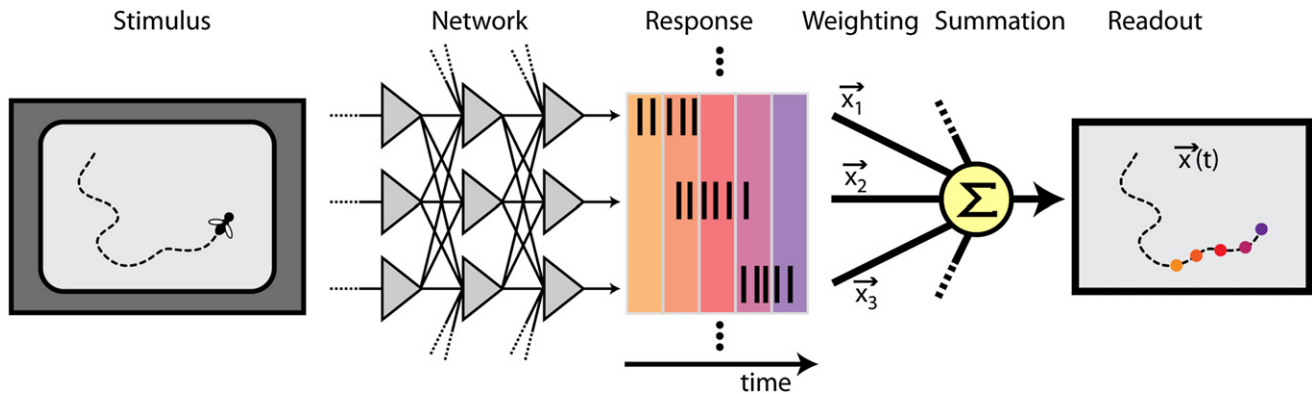 Stimulus
Network
Response
Weighting
Summation
Readout
x⃗1
x⃗2
x⃗3
Σ
x⃗(t)
time